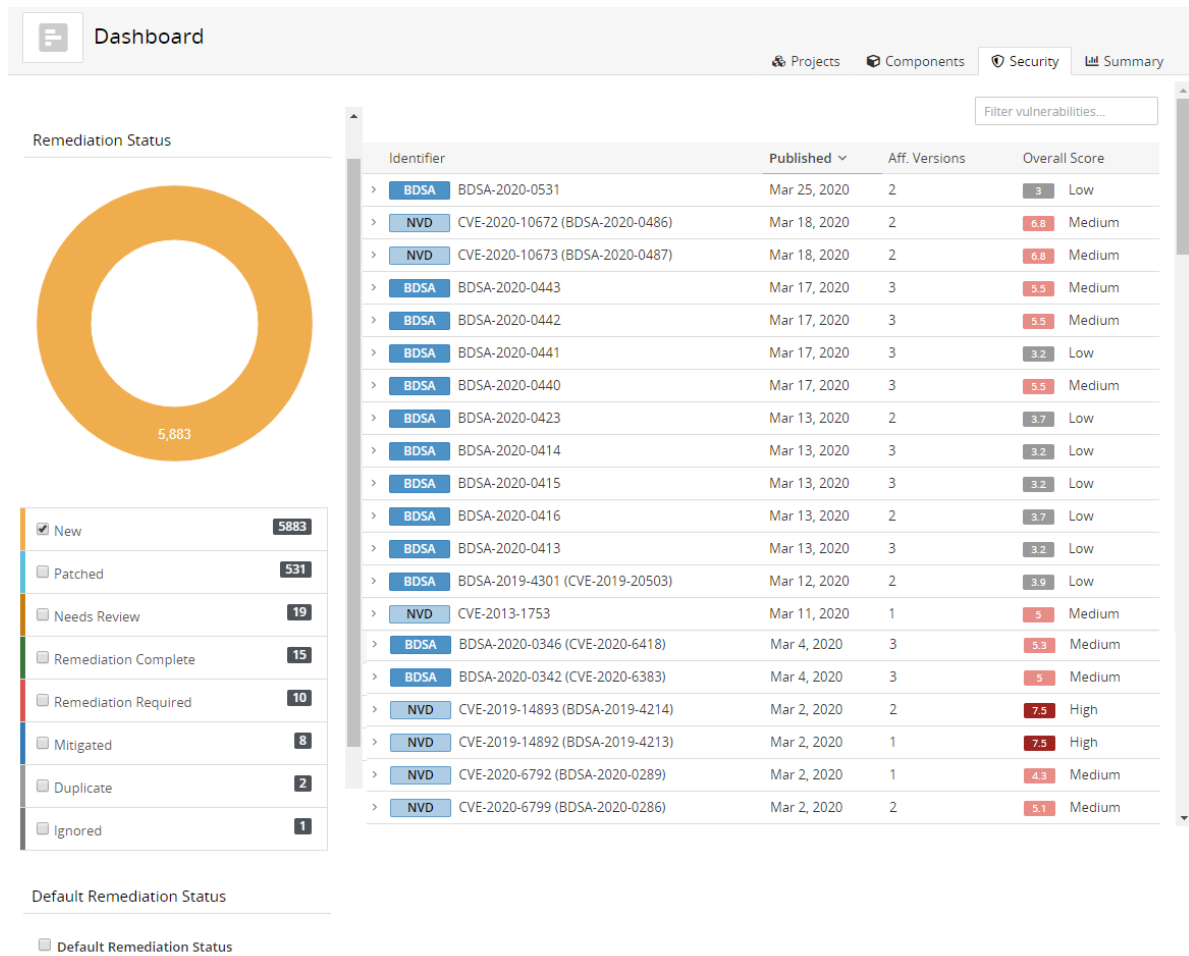 Dashboard
Projects Components Security Summary
Filter vulnerabilities...
Remediation Status
5,883
New 5883
Patched 531
Needs Review 19
Remediation Complete 15
Remediation Required 10
Mitigated 8
Duplicate 2
Ignored 1
Default Remediation Status
Default Remediation Status
Identifier Published Aff. Versions Overall Score
BDSA BDSA-2020-0531 Mar 25, 2020 2 3 Low
NVD CVE-2020-10672 (BDSA-2020-0486) Mar 18, 2020 2 6.8 Medium
NVD CVE-2020-10673 (BDSA-2020-0487) Mar 18, 2020 2 6.8 Medium
BDSA BDSA-2020-0443 Mar 17, 2020 3 5.5 Medium
BDSA BDSA-2020-0442 Mar 17, 2020 3 5.5 Medium
BDSA BDSA-2020-0441 Mar 17, 2020 3 3.2 Low
BDSA BDSA-2020-0440 Mar 17, 2020 3 5.5 Medium
BDSA BDSA-2020-0423 Mar 13, 2020 2 3.7 Low
BDSA BDSA-2020-0414 Mar 13, 2020 3 3.2 Low
BDSA BDSA-2020-0415 Mar 13, 2020 3 3.2 Low
BDSA BDSA-2020-0416 Mar 13, 2020 2 3.7 Low
BDSA BDSA-2020-0413 Mar 13, 2020 3 3.2 Low
BDSA BDSA-2019-4301 (CVE-2019-20503) Mar 12, 2020 2 3.9 Low
NVD CVE-2013-1753 Mar 11, 2020 1 5 Medium
BDSA BDSA-2020-0346 (CVE-2020-6418) Mar 4, 2020 3 5.3 Medium
BDSA BDSA-2020-0342 (CVE-2020-6383) Mar 4, 2020 3 5 Medium
NVD CVE-2019-14893 (BDSA-2019-4214) Mar 2, 2020 2 7.5 High
NVD CVE-2019-14892 (BDSA-2019-4213) Mar 2, 2020 1 7.5 High
NVD CVE-2020-6792 (BDSA-2020-0289) Mar 2, 2020 1 4.3 Medium
NVD CVE-2020-6799 (BDSA-2020-0286) Mar 2, 2020 2 5.1 Medium